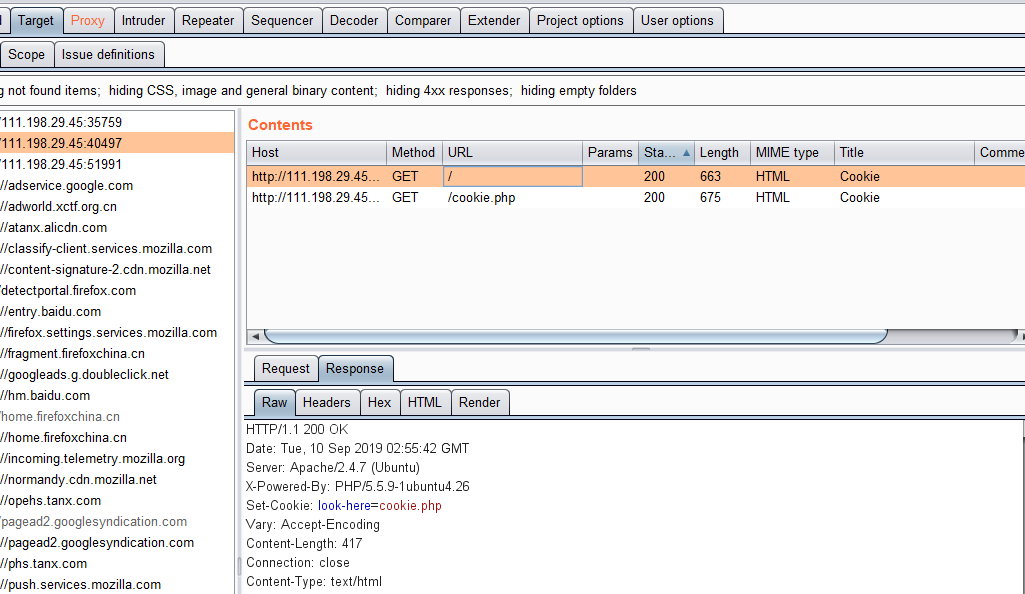 Target Proxy Intruder Repeater Sequencer Decoder Comparer Extender Project options User options
Scope Issue definitions
g not found items; hiding CSS, image and general binary content; hiding 4xx responses; hiding empty folders
/111.198.29.45:35759
/111.198.29.45:40497
/111.198.29.45:51991
//adservice.google.com
//adworld.xctf.org.cn
//atanx.alicdn.com
//classify-client.services.mozilla.com
//content-signature-2.cdn.mozilla.net
/detectportal.firefox.com
//entry.baidu.com
//firefox.settings.services.mozilla.com
//fragment.firefoxchina.cn
//googleads.g.doubleclick.net
//hm.baidu.com
/home.firefoxchina.cn
//home.firefoxchina.cn
//incoming.telemetry.mozilla.org
//normandy.cdn.mozilla.net
//opehs.tanx.com
/pagead2.googlesyndication.com
//pagead2.googlesyndication.com
//phs.tanx.com
//push.services.mozilla.com
Contents
Host Method URL Params Sta... Length MIME type Title Comme
http://111.198.29.45... GET / 200 663 HTML Cookie
http://111.198.29.45... GET /cookie.php 200 675 HTML Cookie
Request Response
Raw Headers Hex HTML Render
HTTP/1.1 200 OK
Date: Tue, 10 Sep 2019 02:55:42 GMT
Server: Apache/2.4.7 (Ubuntu)
X-Powered-By: PHP/5.5.9-1ubuntu4.26
Set-Cookie: look-here=cookie.php
Vary: Accept-Encoding
Content-Length: 417
Connection: close
Content-Type: text/html